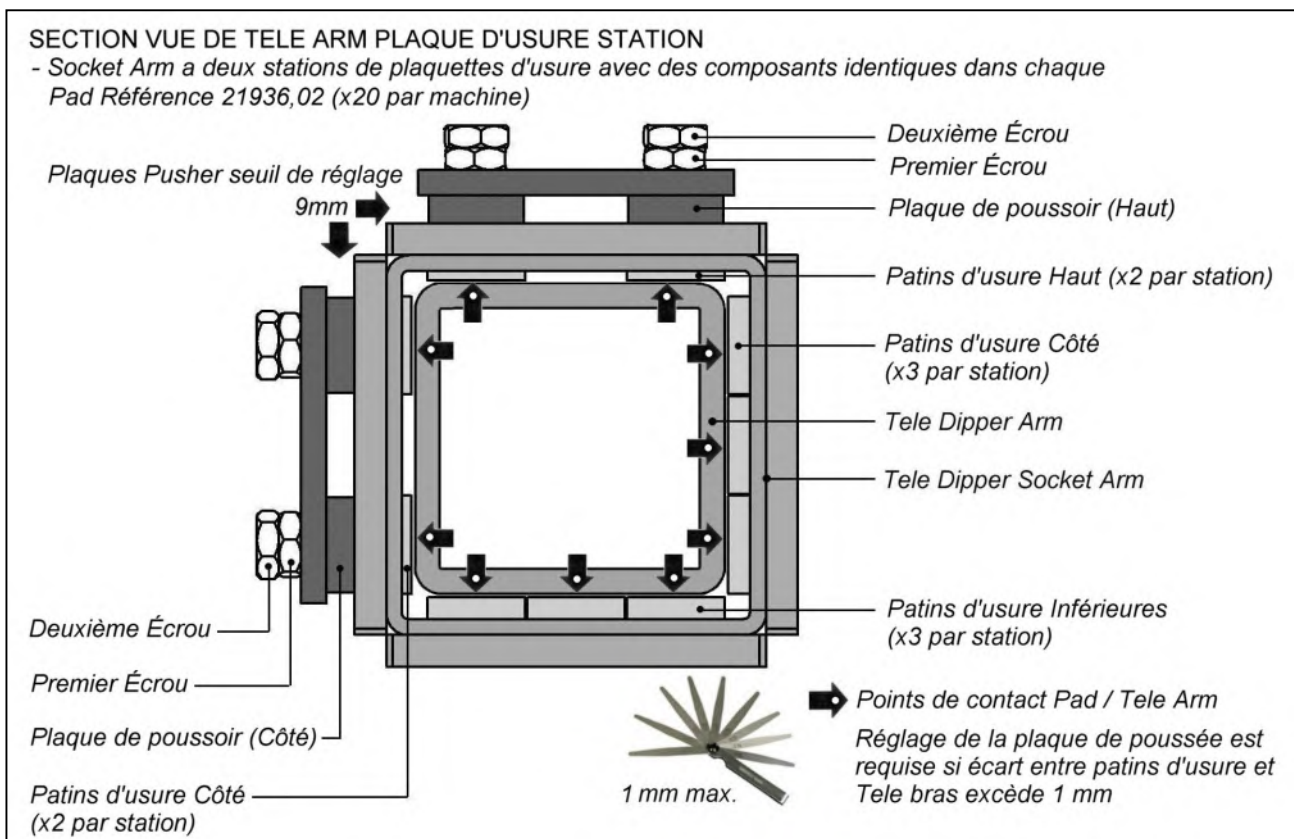 SECTION VUE DE TELE ARM PLAQUE D'USURE STATION
- Socket Arm a deux stations de plaquettes d'usure avec des composants identiques dans chaque
Pad Référence 21936,02 (x20 par machine)
Deuxième Écrou
Premier Écrou
Plaques Pusher seuil de réglage
9mm
Plaque de poussoir (Haut)
Patins d'usure Haut (x2 par station)
Patins d'usure Côté
(x3 par station)
Tele Dipper Arm
Tele Dipper Socket Arm
Patins d'usure Inférieures
(x3 par station)
Deuxième Écrou
Premier Écrou
Plaque de poussoir (Côté)
Patins d'usure Côté
(x2 par station)
1 mm max.
Points de contact Pad / Tele Arm
Réglage de la plaque de poussée est
requise si écart entre patins d'usure et
Tele bras excède 1 mm